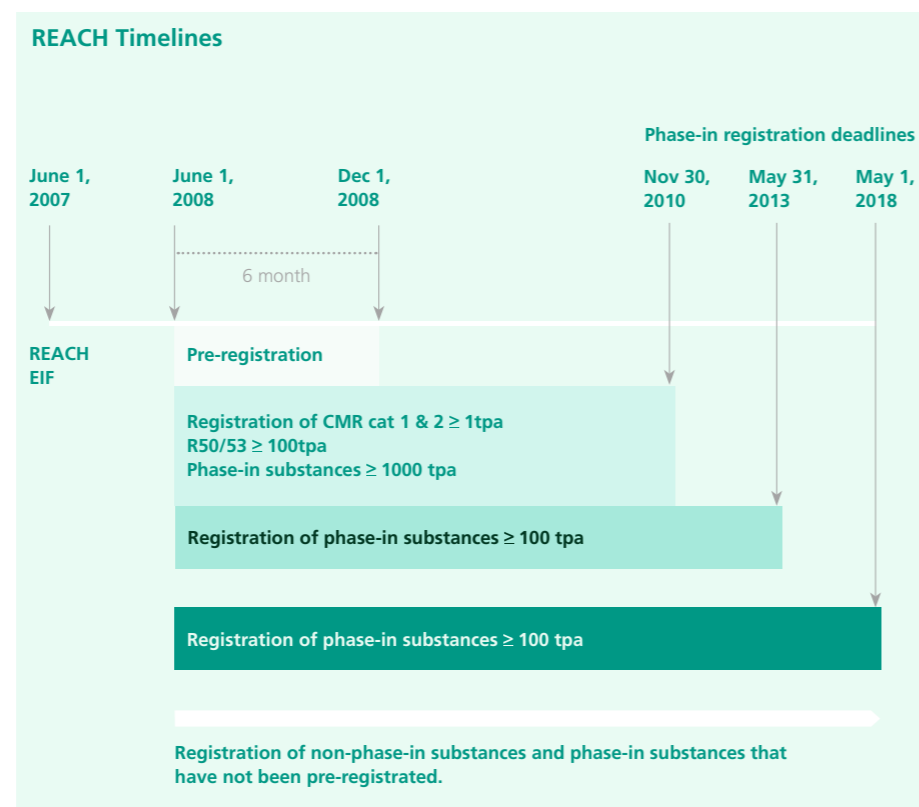 REACH Timelines
Phase-in registration deadlines
June 1,
2007
June 1,
2008
Dec 1,
2008
Nov 30,
2010
May 31,
2013
May 1,
2018
6 month
REACH
EIF
Pre-registration
Registration of CMR cat 1 & 2 ≥ 1tpa
R50/53 ≥ 100tpa
Phase-in substances ≥ 1000 tpa
Registration of phase-in substances ≥ 100 tpa
Registration of phase-in substances ≥ 100 tpa
Registration of non-phase-in substances and phase-in substances that
have not been pre-registrated.